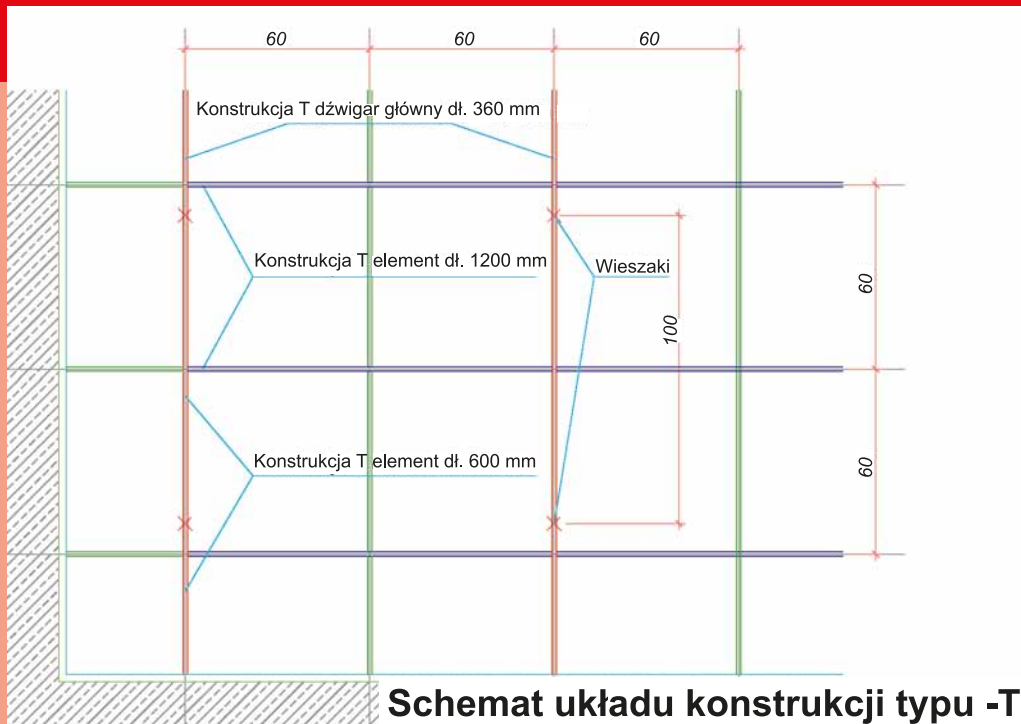 60 60 60
Konstrukcja T dźwigar główny dł. 360 mm
Konstrukcja T element dł. 1200 mm
Wieszaki
60
100
Konstrukcja T element dł. 600 mm
60
Schemat układu konstrukcji typu -T